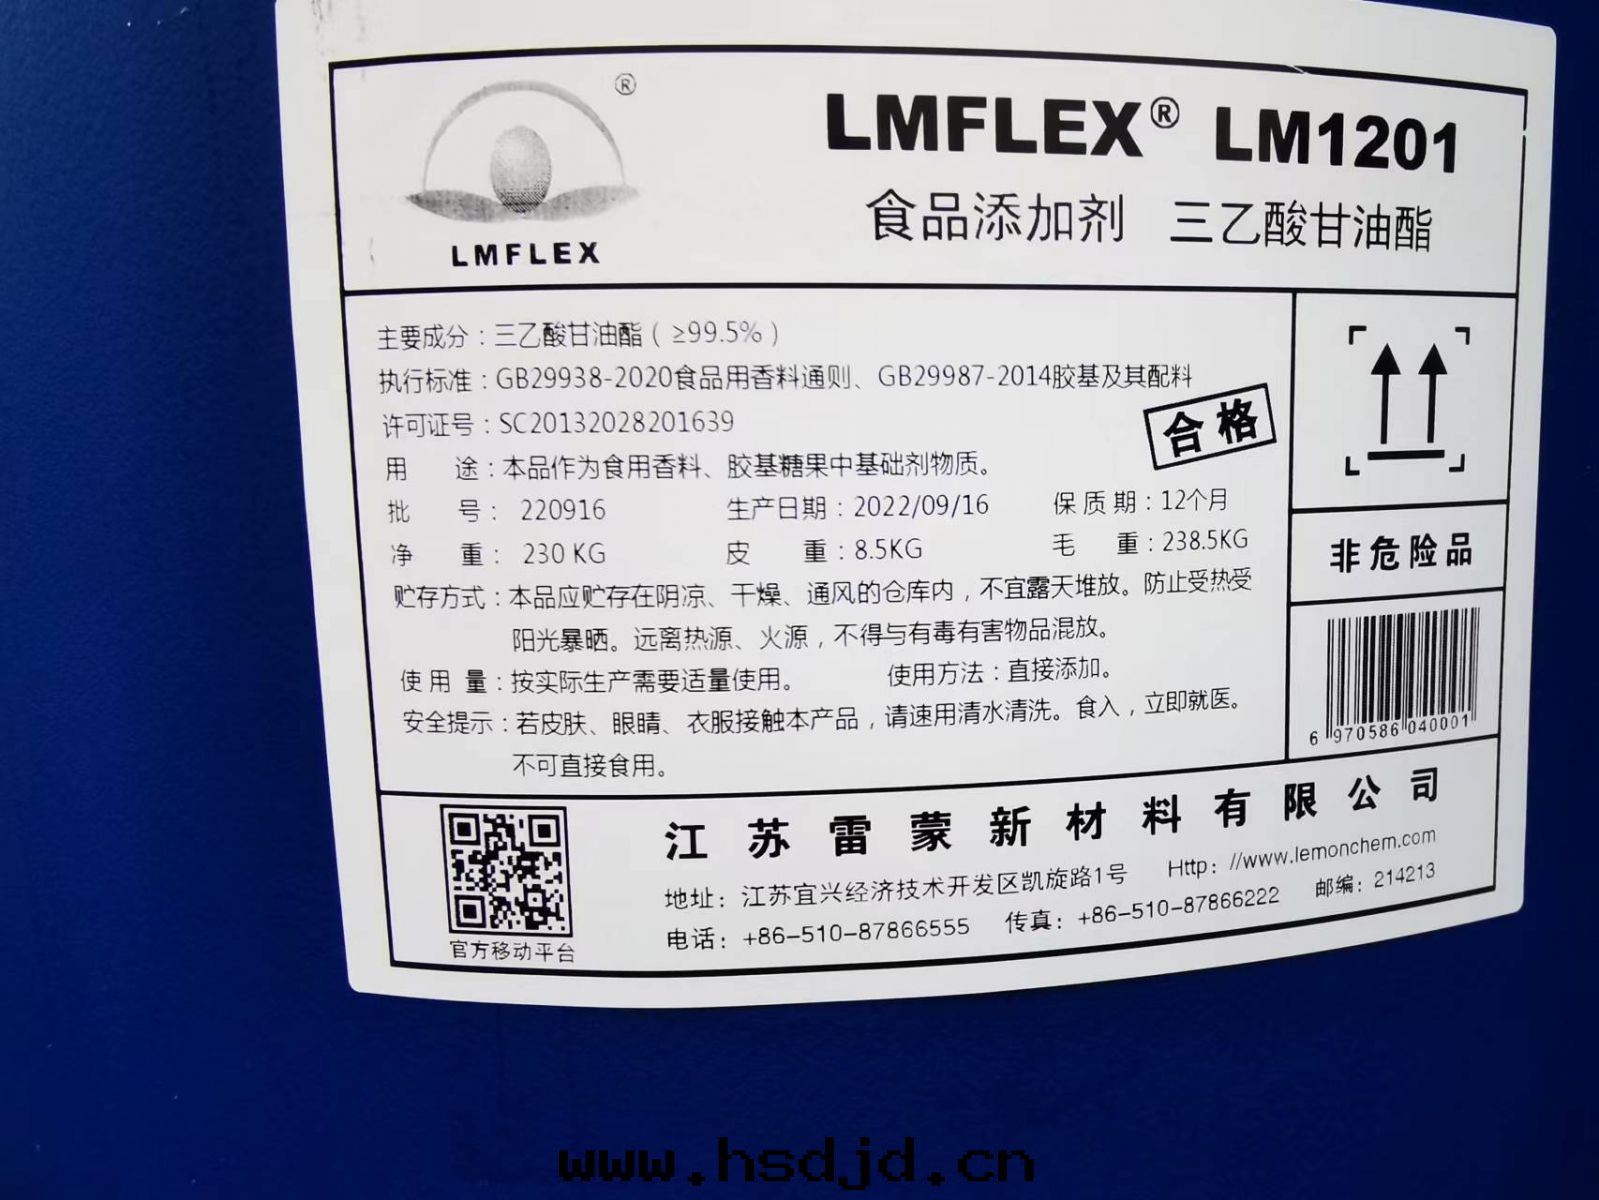 ®
LMFLEX
LMFLEX® LM1201
食品添加剂 三乙酸甘油酯
主要成分：三乙酸甘油酯（≥99.5%）
执行标准：GB29938-2020食品用香料通则、GB29987-2014胶基及其配料
许可证号：SC20132028201639
合格
用 途：本品作为食用香料、胶基糖果中基础剂物质。
批 号： 220916 生产日期：2022/09/16 保质期：12个月
净 重： 230 KG 皮 重：8.5KG 毛 重：238.5KG
贮存方式：本品应贮存在阴凉、干燥、通风的仓库内，不宜露天堆放。防止受热受
阳光暴晒。远离热源、火源，不得与有毒有害物品混放。
使用量：按实际生产需要适量使用。 使用方法：直接添加。
安全提示：若皮肤、眼睛、衣服接触本产品，请速用清水清洗。食入，立即就医。
不可直接食用。
非危险品
6 970586 040001
官方移动平台
江苏雷蒙新材料有限公司
地址：江苏宜兴经济技术开发区凯旋路1号 Http：//www.lemonchem.com
电话：+86-510-87866555 传真：+86-510-87866222 邮编：214213
www.hsdjd.cn